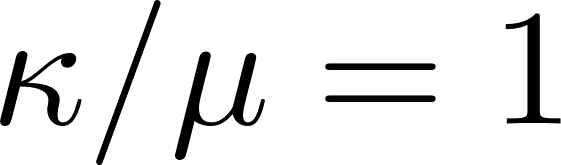 κ/μ = 1